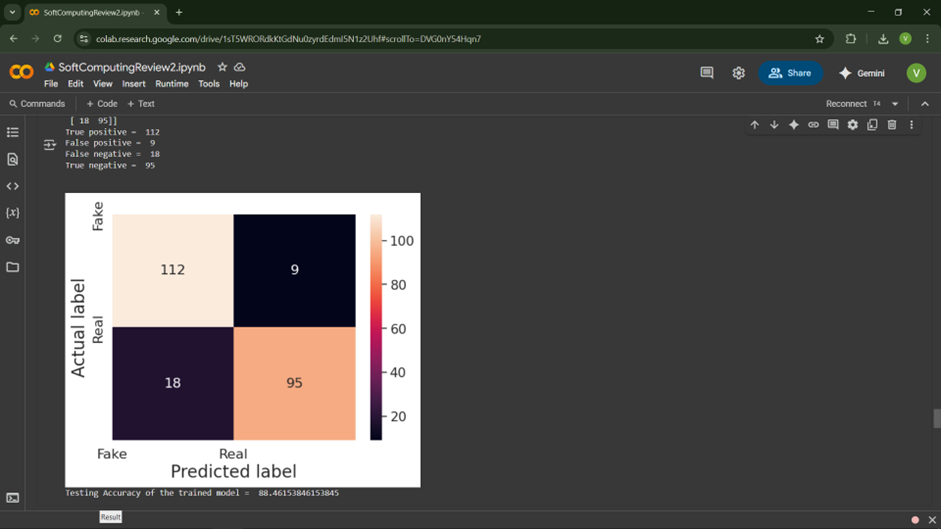 SoftComputingReview2.ipynb
colab.research.google.com/drive/1sT5WRORdkKtGdNu0zyrdEdmI5N1z2Uhf#scrollTo=DVG0nY54Hqn7
SoftComputingReview2.ipynb
File Edit View Insert Runtime Tools Help
Share
Gemini
V
Commands + Code + Text
Reconnect T4
[ 18 95]]
True positive = 112
False positive = 9
False negative = 18
True negative = 95
Fake
Real
Actual label
112
9
18
95
100
80
60
40
20
Fake
Real
Predicted label
Testing Accuracy of the trained model = 88.46153846153845
Result